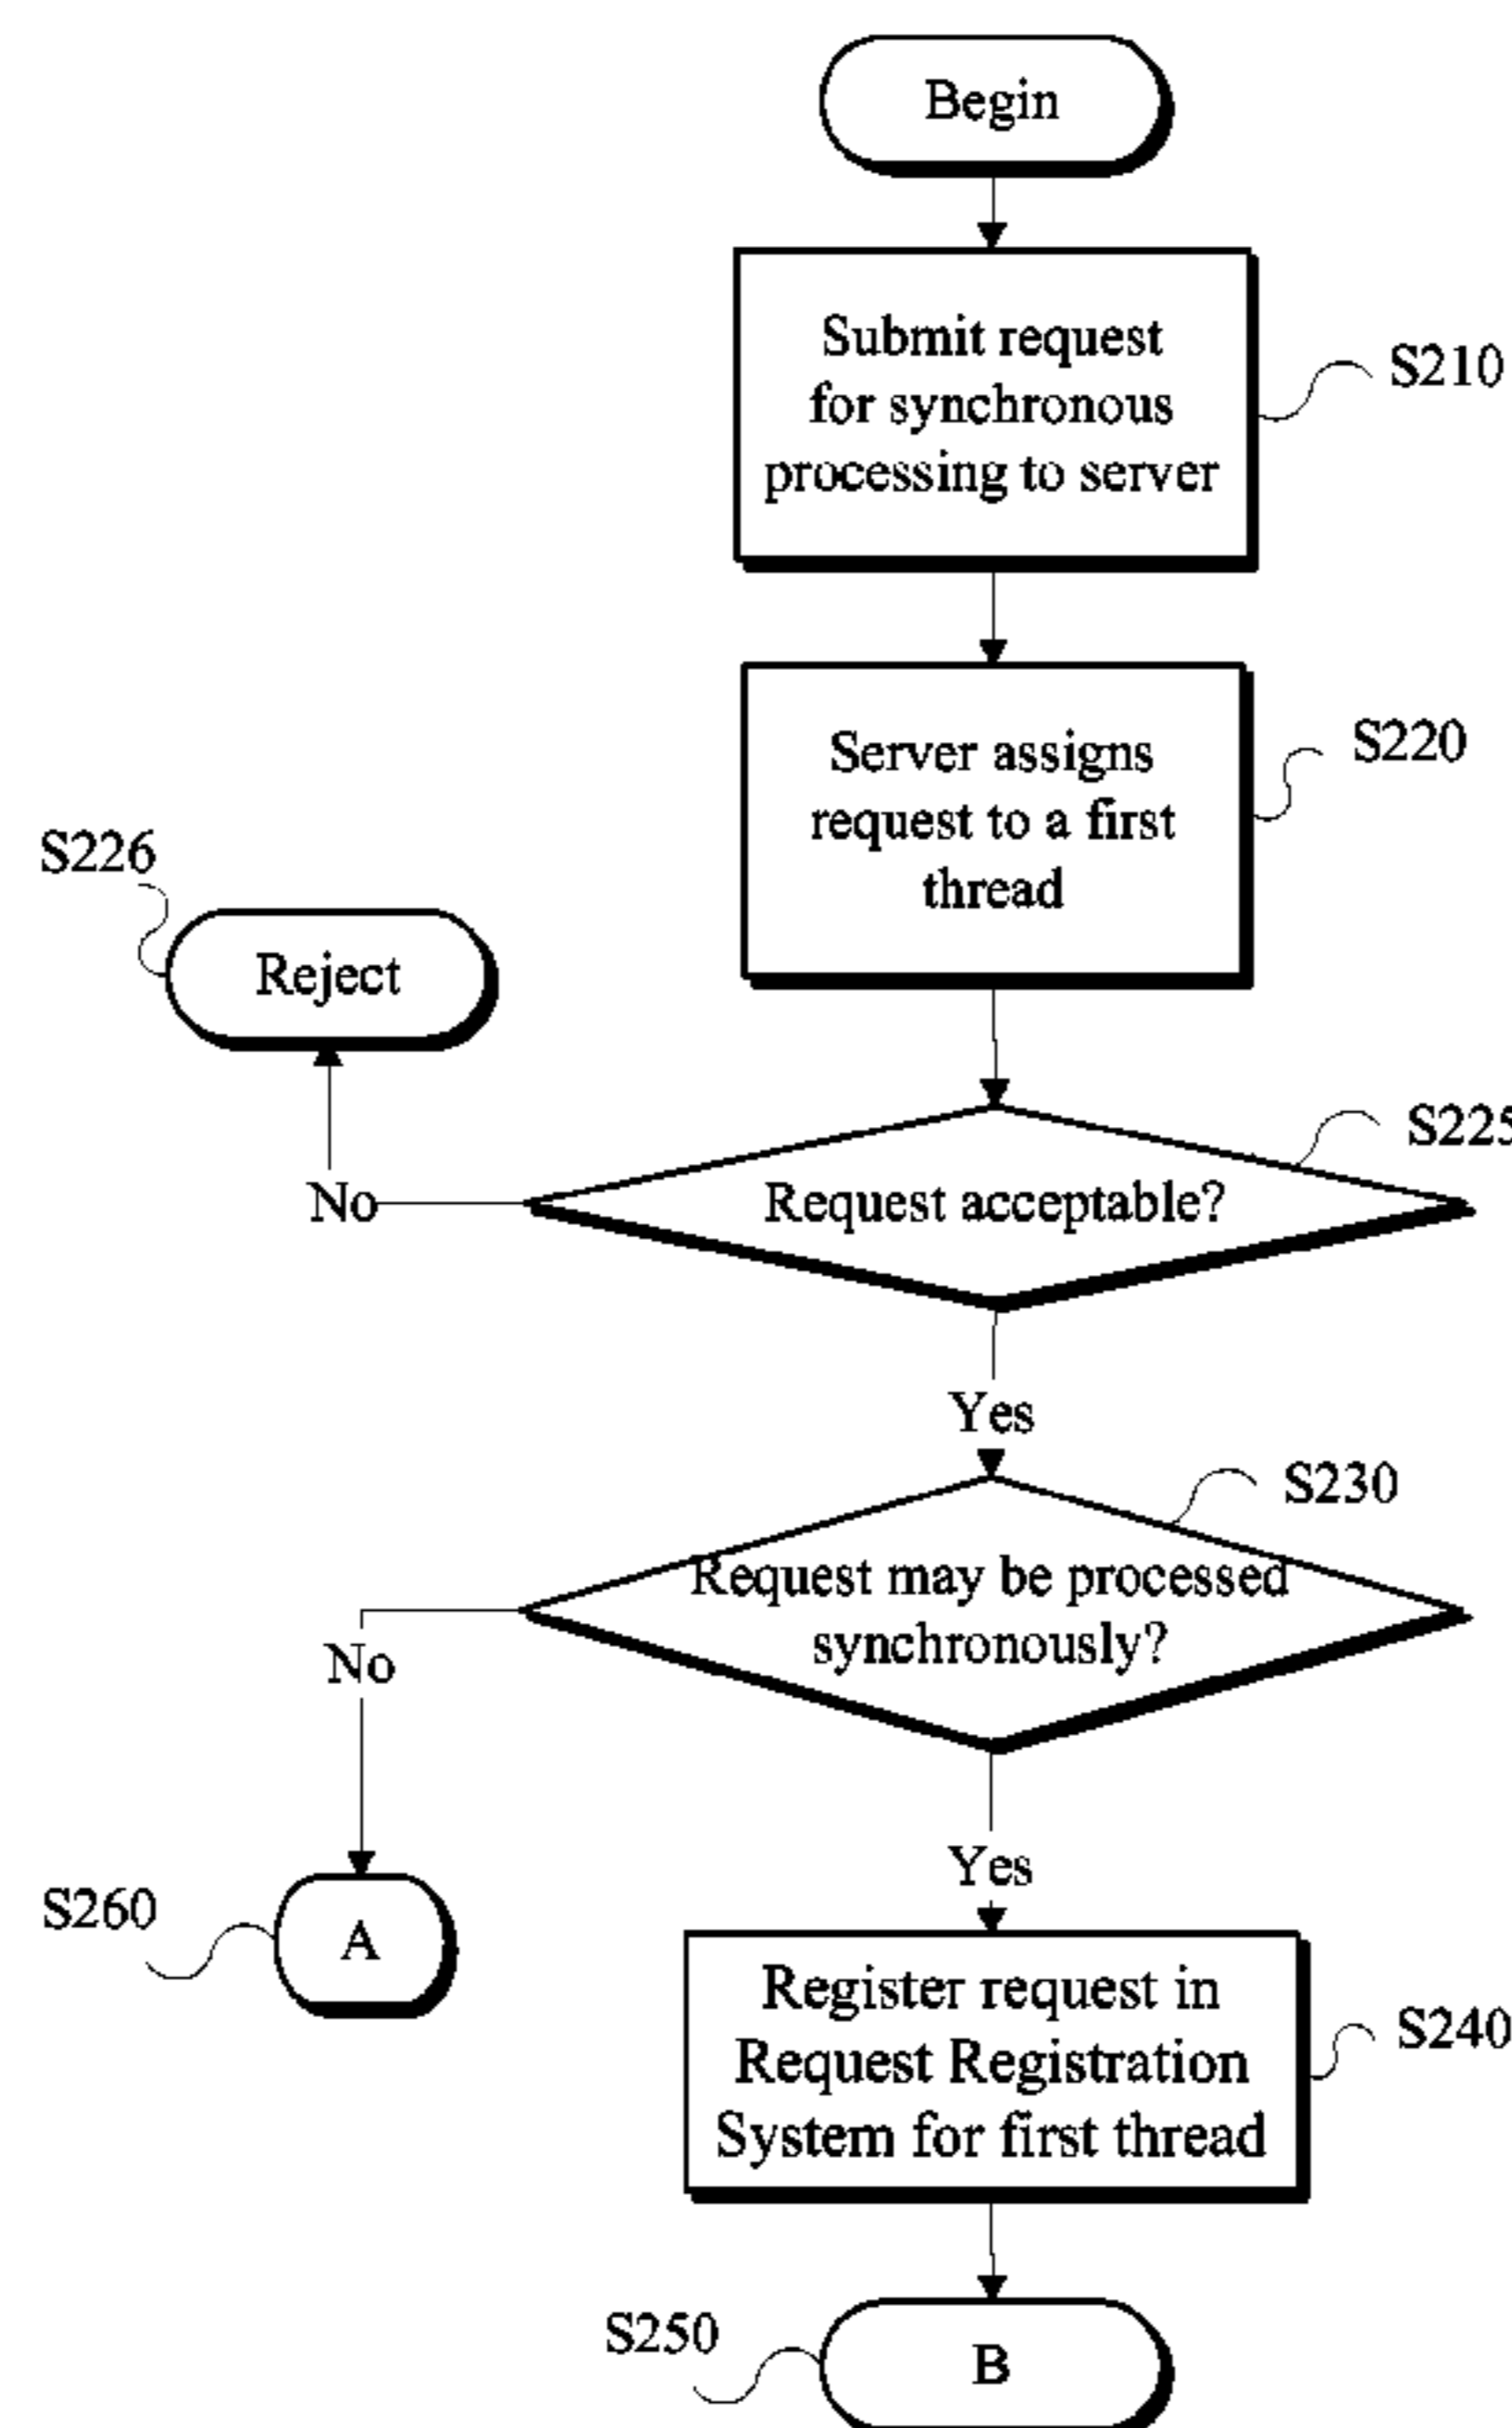 Begin
Submit request
for synchronous
processing to server
S210
Server assigns
request to a first
thread
S220
S226
Reject
S225
Request acceptable?
No
Yes
S230
Request may be processed
synchronously?
No
Yes
S260
A
Register request in
Request Registration
System for first thread
S240
S250
B